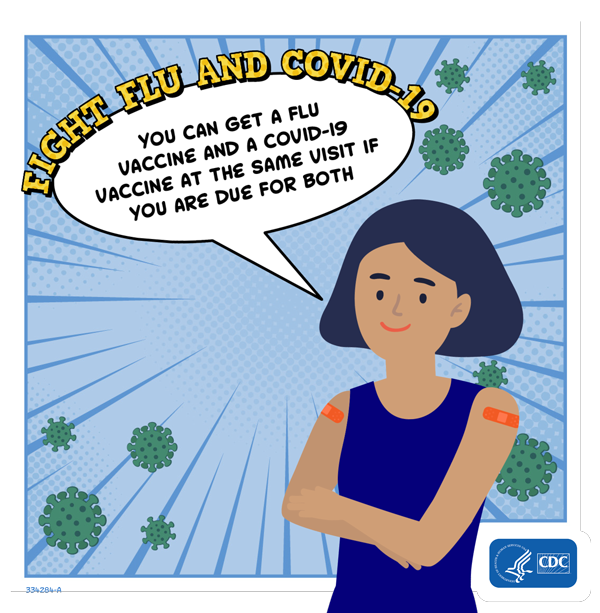 FIGHT FLU AND COVID-19
YOU CAN GET A FLU
VACCINE AND A COVID-19
VACCINE AT THE SAME VISIT IF
YOU ARE DUE FOR BOTH
CDC
334284-A